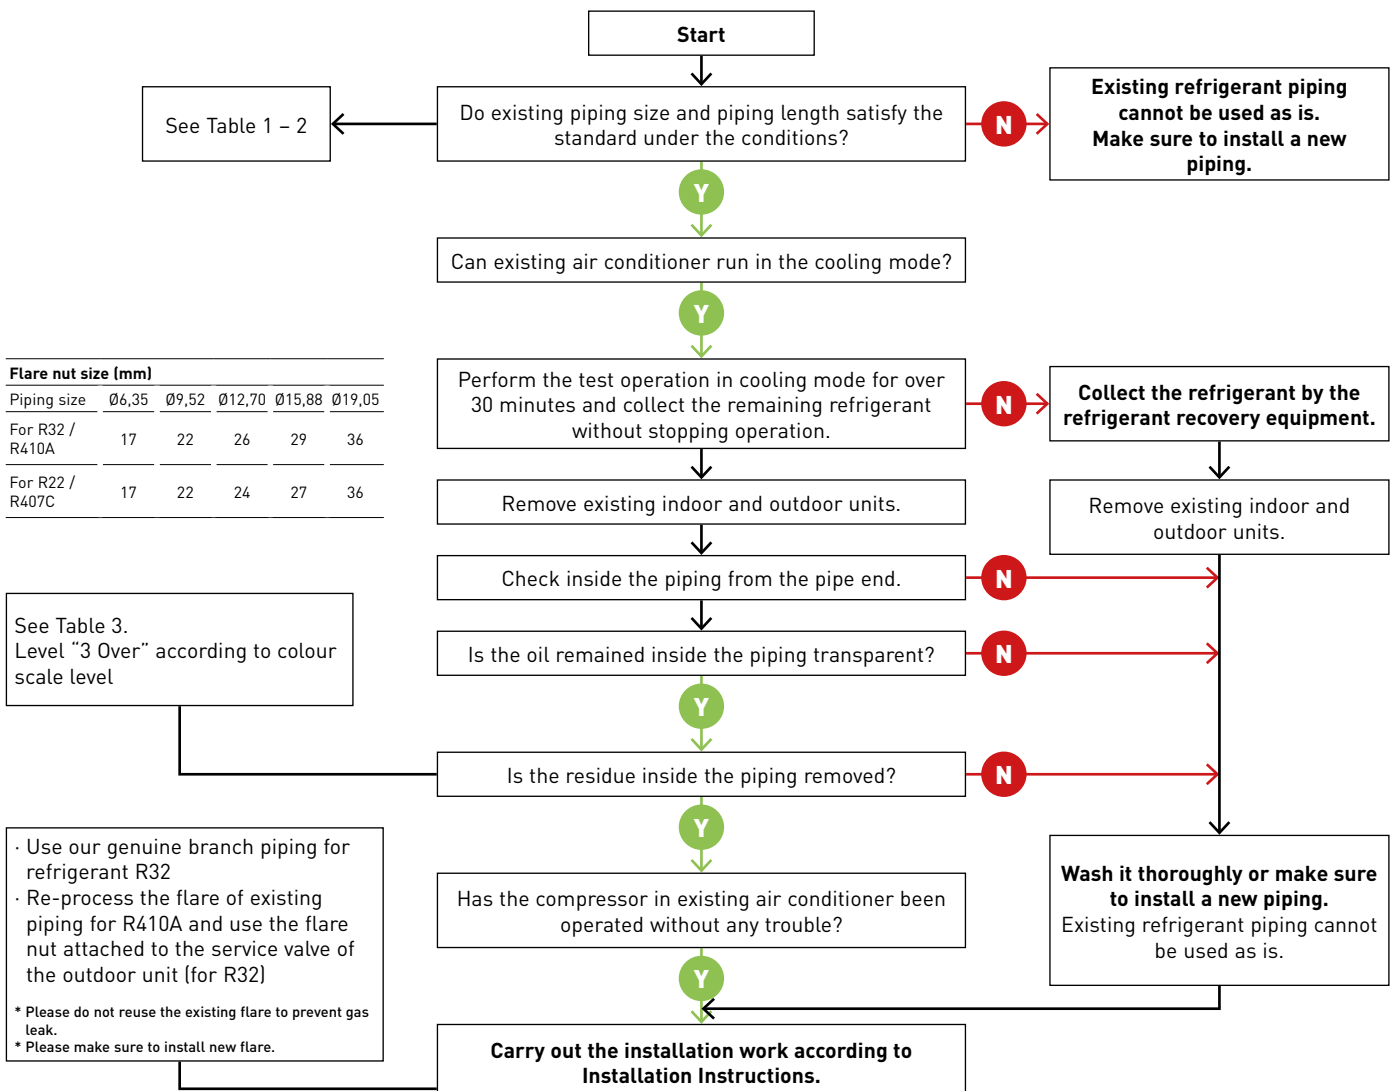 Start
See Table 1 – 2
Do existing piping size and piping length satisfy the
standard under the conditions?
N
Existing refrigerant piping
cannot be used as is.
Make sure to install a new
piping.
Y
Can existing air conditioner run in the cooling mode?
Y
Flare nut size (mm)
Piping size Ø6,35 Ø9,52 Ø12,70 Ø15,88 Ø19,05
For R32 /
R410A 17 22 26 29 36
For R22 /
R407C 17 22 24 27 36
Perform the test operation in cooling mode for over
30 minutes and collect the remaining refrigerant
without stopping operation.
N
Collect the refrigerant by the
refrigerant recovery equipment.
Remove existing indoor and outdoor units.
Remove existing indoor and
outdoor units.
Check inside the piping from the pipe end.
N
See Table 3.
Level “3 Over” according to colour
scale level
Is the oil remained inside the piping transparent?
N
Y
Is the residue inside the piping removed?
N
Y
· Use our genuine branch piping for
refrigerant R32
· Re-process the flare of existing
piping for R410A and use the flare
nut attached to the service valve of
the outdoor unit (for R32)
* Please do not reuse the existing flare to prevent gas
leak.
* Please make sure to install new flare.
Has the compressor in existing air conditioner been
operated without any trouble?
Wash it thoroughly or make sure
to install a new piping.
Existing refrigerant piping cannot
be used as is.
Y
Carry out the installation work according to
Installation Instructions.